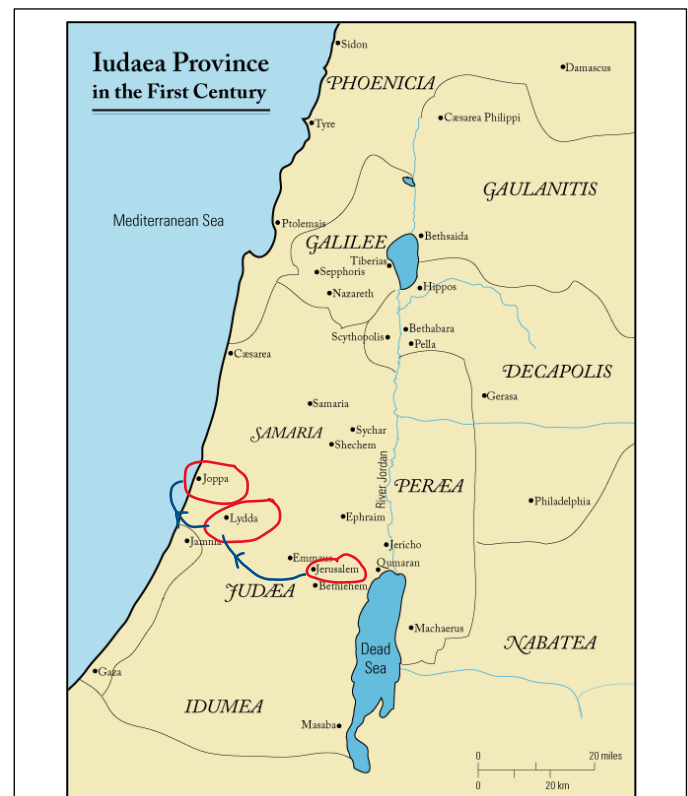 Iudaea Province
in the First Century
Sidon
PHOENICIA
Damascus
Tyre
Cæsarea Philippi
GAULANITIS
Mediterranean Sea
Ptolemais
GALILEE
Bethsaida
Tiberias
Sepphoris
Hippos
Nazareth
Bethabara
Scythopolis
Pella
Cæsarea
DECAPOLIS
Gerasa
Samaria
SAMARIA
Sychar
Shechem
River Jordan
Joppa
PERÆA
Philadelphia
Lydda
Ephraim
Jamnia
Jericho
Emmaus
Jerusalem
Qumaran
JUDÆA
Bethlehem
Machaerus
NABATEA
Dead
Sea
Gaza
IDUMEA
Masaba
0 20 miles
0 20 km